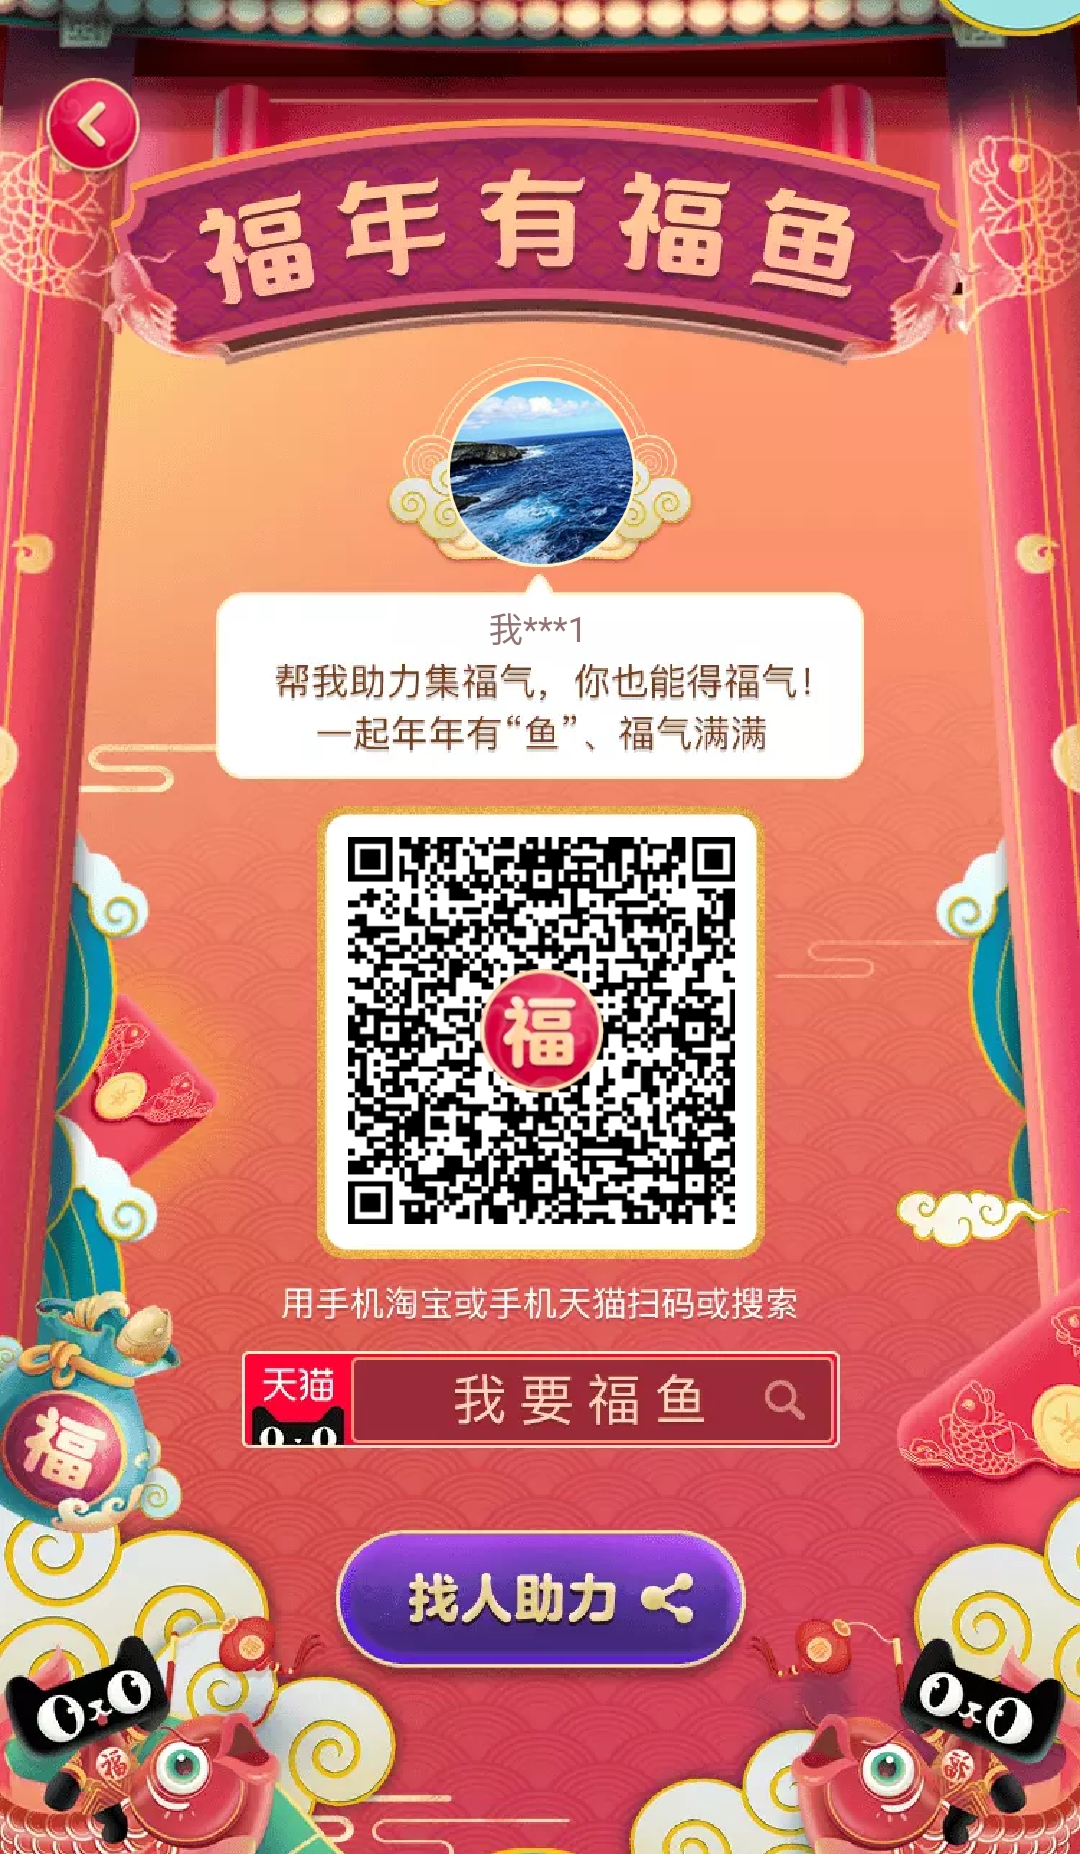 福年有福鱼
我***1
帮我助力集福气，你也能得福气！
一起年年有“鱼”、福气满满
福
用手机淘宝或手机天猫扫码或搜索
天猫
我要福鱼
福
找人助力
福
福